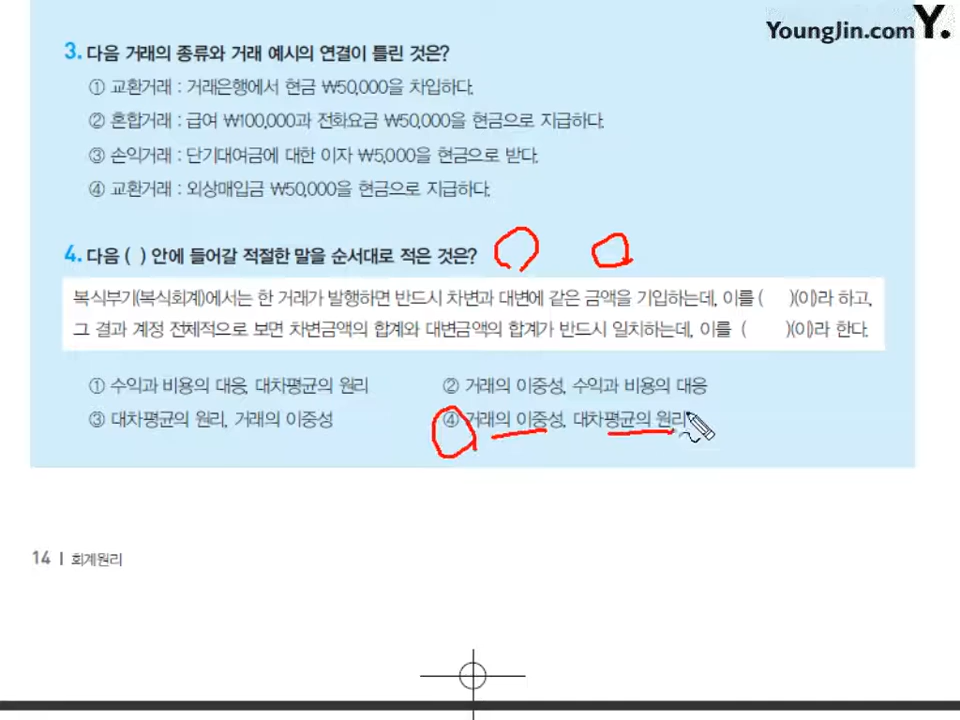 YoungJin.com Y.
3. 다음 거래의 종류와 거래 예시의 연결이 틀린 것은?
① 교환거래 : 거래은행에서 현금 ₩50,000을 차입하다.
② 혼합거래 : 급여 ₩100,000과 전화요금 ₩50,000을 현금으로 지급하다.
③ 손익거래 : 단기대여금에 대한 이자 ₩5,000을 현금으로 받다.
④ 교환거래 : 외상매입금 ₩50,000을 현금으로 지급하다.
4. 다음 ( ) 안에 들어갈 적절한 말을 순서대로 적은 것은?
복식부기(복식회계)에서는 한 거래가 발행하면 반드시 차변과 대변에 같은 금액을 기입하는데, 이를 ( )(이)라 하고,
그 결과 계정 전체적으로 보면 차변금액의 합계와 대변금액의 합계가 반드시 일치하는데, 이를 ( )(이)라 한다.
① 수익과 비용의 대응, 대차평균의 원리 ② 거래의 이중성, 수익과 비용의 대응
③ 대차평균의 원리, 거래의 이중성 ④ 거래의 이중성, 대차평균의 원리
14 | 회계원리